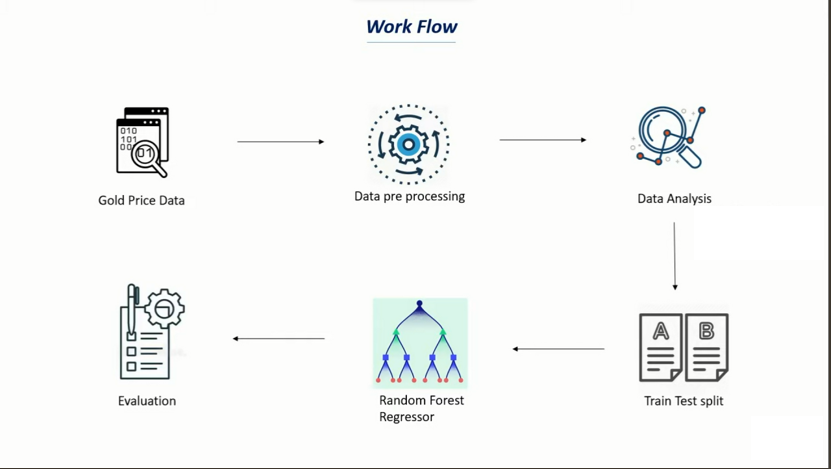 Work Flow
010
101
00
01
Gold Price Data
Data pre processing
Data Analysis
A
B
Train Test split
Random Forest
Regressor
Evaluation